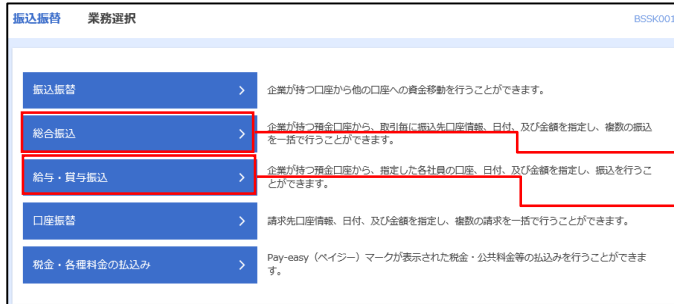 振込振替 業務選択 BSSK001
振込振替 企業が持つ口座から他の口座への資金移動を行うことができます。
総合振込 企業が持つ預金口座から、取引毎に振込先口座情報、日付、及び金額を指定し、複数の振込
を一括で行うことができます。
給与・賞与振込 企業が持つ預金口座から、指定した各社員の口座、日付、及び金額を指定し、振込を行うこ
とができます。
口座振替 請求先口座情報、日付、及び金額を指定し、複数の請求を一括で行うことができます。
税金・各種料金の払込み Pay-easy（ペイジー）マークが表示された税金・公共料金等の払込みを行うことができま
す。